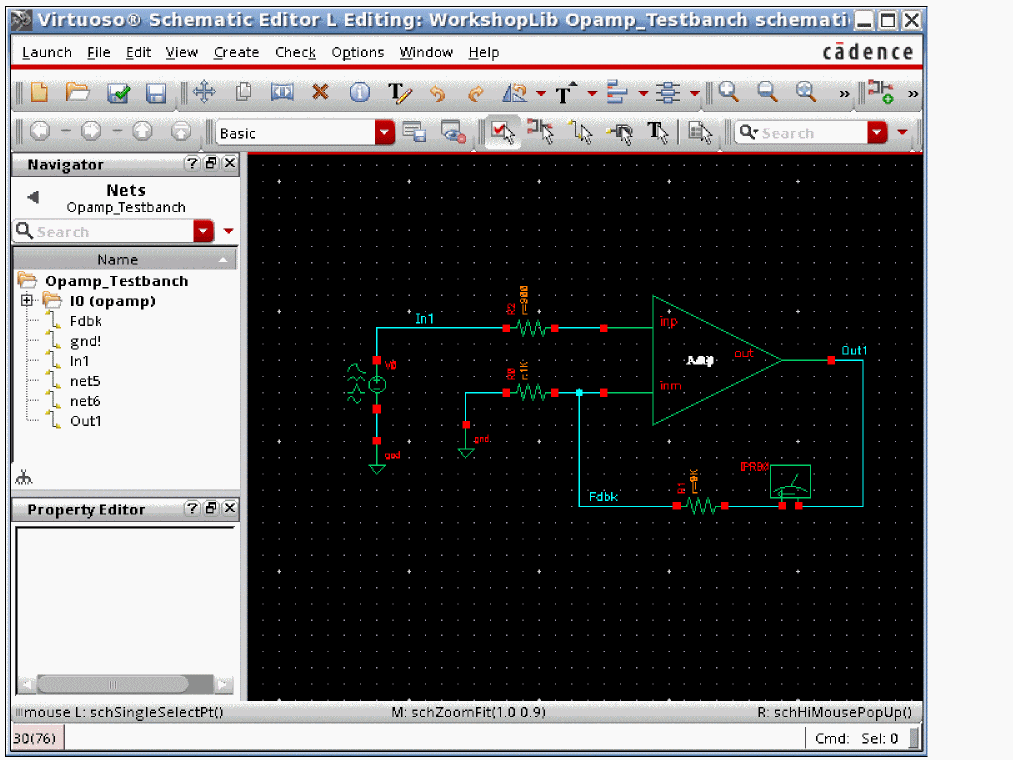 Virtuoso® Schematic Editor L Editing: WorkshopLib Opamp_Testbanch schemati
Launch File Edit View Create Check Options Window Help
cādence
»
»
Basic
Search
Navigator
Nets
Opamp_Testbanch
Search
Name
Opamp_Testbanch
I0 (opamp)
Fdbk
gnd!
In1
net5
net6
Out1
Property Editor
In1
R2
r=900
inp
out
Out1
V0
R0
r:1K
inm
gnd
gnd
Fdbk
R1
r=9K
IPRB0
mouse L: schSingleSelectPt()
M: schZoomFit(1.0 0.9)
R: schHiMousePopUp()
30(76)
Cmd: Sel: 0